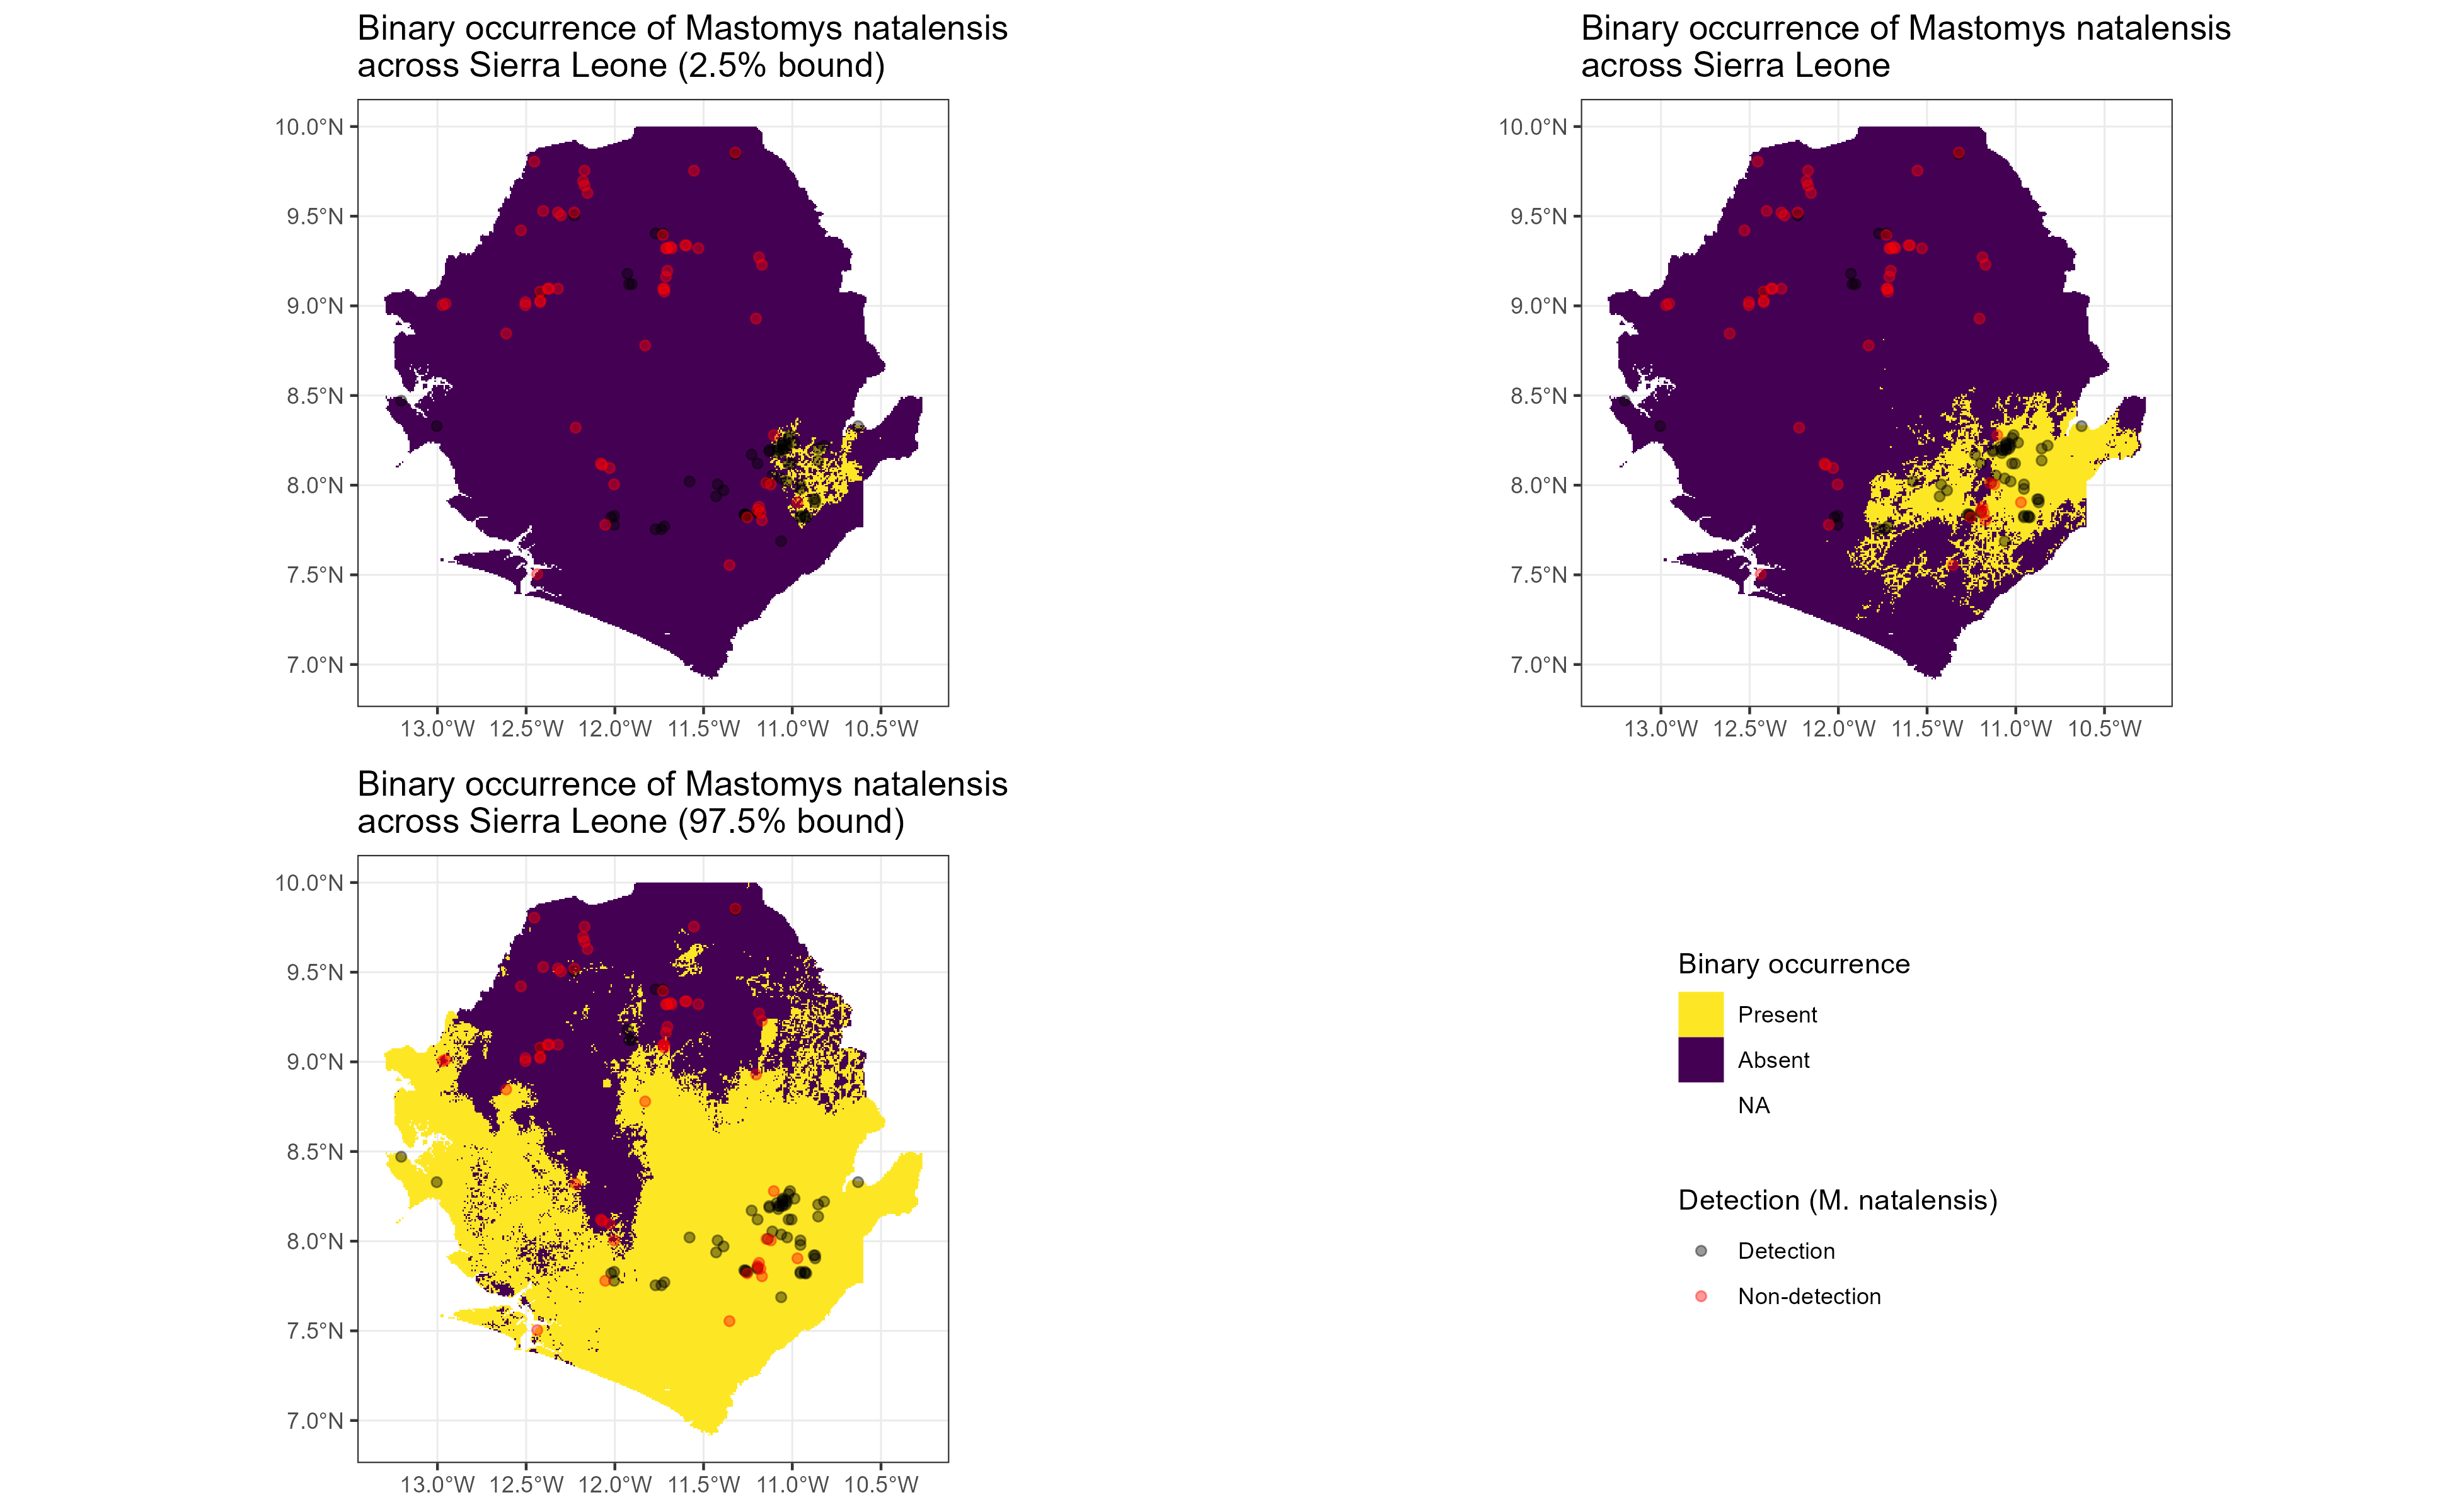 Binary occurrence of Mastomys natalensis
across Sierra Leone (2.5% bound)
10.0°N
9.5°N
9.0°N
8.5°N
8.0°N
7.5°N
7.0°N
13.0°W 12.5°W 12.0°W 11.5°W 11.0°W 10.5°W
Binary occurrence of Mastomys natalensis
across Sierra Leone
10.0°N
9.5°N
9.0°N
8.5°N
8.0°N
7.5°N
7.0°N
13.0°W 12.5°W 12.0°W 11.5°W 11.0°W 10.5°W
Binary occurrence of Mastomys natalensis
across Sierra Leone (97.5% bound)
10.0°N
9.5°N
9.0°N
8.5°N
8.0°N
7.5°N
7.0°N
13.0°W 12.5°W 12.0°W 11.5°W 11.0°W 10.5°W
Binary occurrence
Present
Absent
NA
Detection (M. natalensis)
Detection
Non-detection